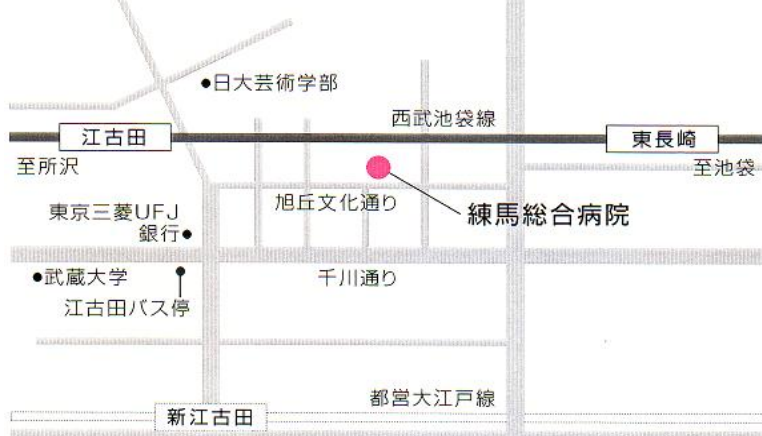 日大芸術学部
西武池袋線
江古田
東長崎
至所沢
至池袋
旭丘文化通り
練馬総合病院
東京三菱UFJ
銀行
武蔵大学
千川通り
江古田バス停
都営大江戸線
新江古田